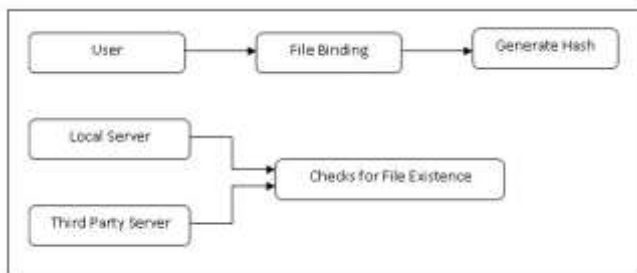 User
File Binding
Generate Hash
Local Server
Checks for File Existence
Third Party Server